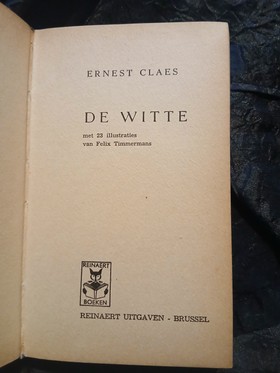 ERNEST CLAES
DE WITTE
met 23 illustraties
van Felix Timmermans
REINAERT
BOEKEN
REINAERT UITGAVEN - BRUSSEL